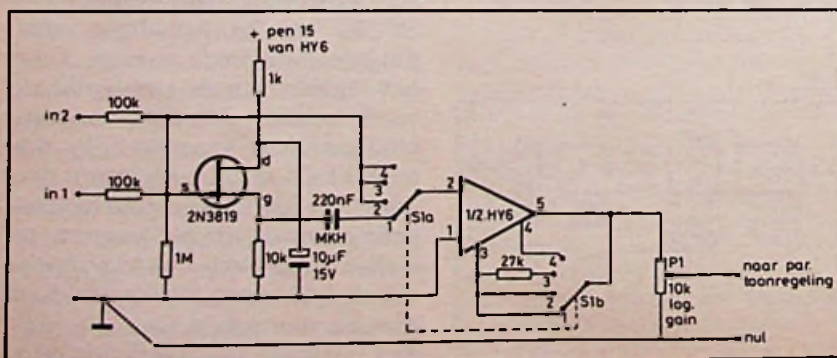 + pen 15
van HY6
1k
in 2
100k
in 1
100k
s
d
g
2N3819
220nF
MKH
1M
10k
10µF
15V
4
3
2
1
S1a
2
1
1/2.HY6
5
3
4
27k
4
3
2
1
S1b
P1
10k
log.
gain
naar par.
toonregeling
nul